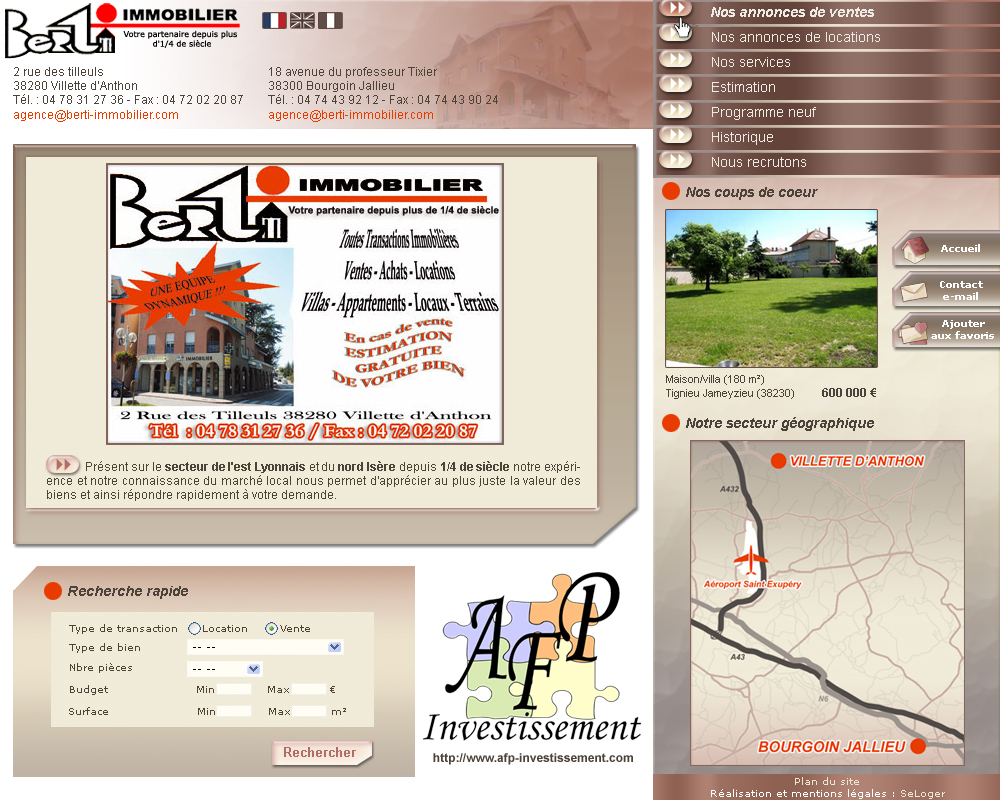 Berti IMMOBILIER
Votre partenaire depuis plus
d'1/4 de siècle
2 rue des tilleuls
38280 Villette d'Anthon
Tél. : 04 78 31 27 36 - Fax : 04 72 02 20 87
agence@berti-immobilier.com
18 avenue du professeur Tixier
38300 Bourgoin Jallieu
Tél. : 04 74 43 92 12 - Fax : 04 74 43 90 24
agence@berti-immobilier.com
Nos annonces de ventes
Nos annonces de locations
Nos services
Estimation
Programme neuf
Historique
Nous recrutons
Berti IMMOBILIER
Votre partenaire depuis plus de 1/4 de siècle
Toutes Transactions Immobilières
Ventes - Achats - Locations
Villas - Appartements - Locaux - Terrains
UNE EQUIPE
DYNAMIQUE !!!
En cas de vente
ESTIMATION
GRATUITE
DE VOTRE BIEN
IMMOBILIER
2 Rue des Tilleuls 38280 Villette d'Anthon
Tél : 04 78 31 27 36 / Fax : 04 72 02 20 87
Présent sur le secteur de l'est Lyonnais et du nord Isère depuis 1/4 de siècle notre expéri-
ence et notre connaissance du marché local nous permet d'apprécier au plus juste la valeur des
biens et ainsi répondre rapidement à votre demande.
Nos coups de coeur
Maison/villa (180 m²)
Tignieu Jameyzieu (38230) 600 000 €
Accueil
Contact
e-mail
Ajouter
aux favoris
Notre secteur géographique
VILLETTE D'ANTHON
A432
Aéroport Saint Exupéry
A43
N6
BOURGOIN JALLIEU
Recherche rapide
Type de transaction Location Vente
Type de bien -- --
Nbre pièces -- --
Budget Min Max €
Surface Min Max m²
Rechercher
AFP
Investissement
http://www.afp-investissement.com
Plan du site
Réalisation et mentions légales : SeLoger